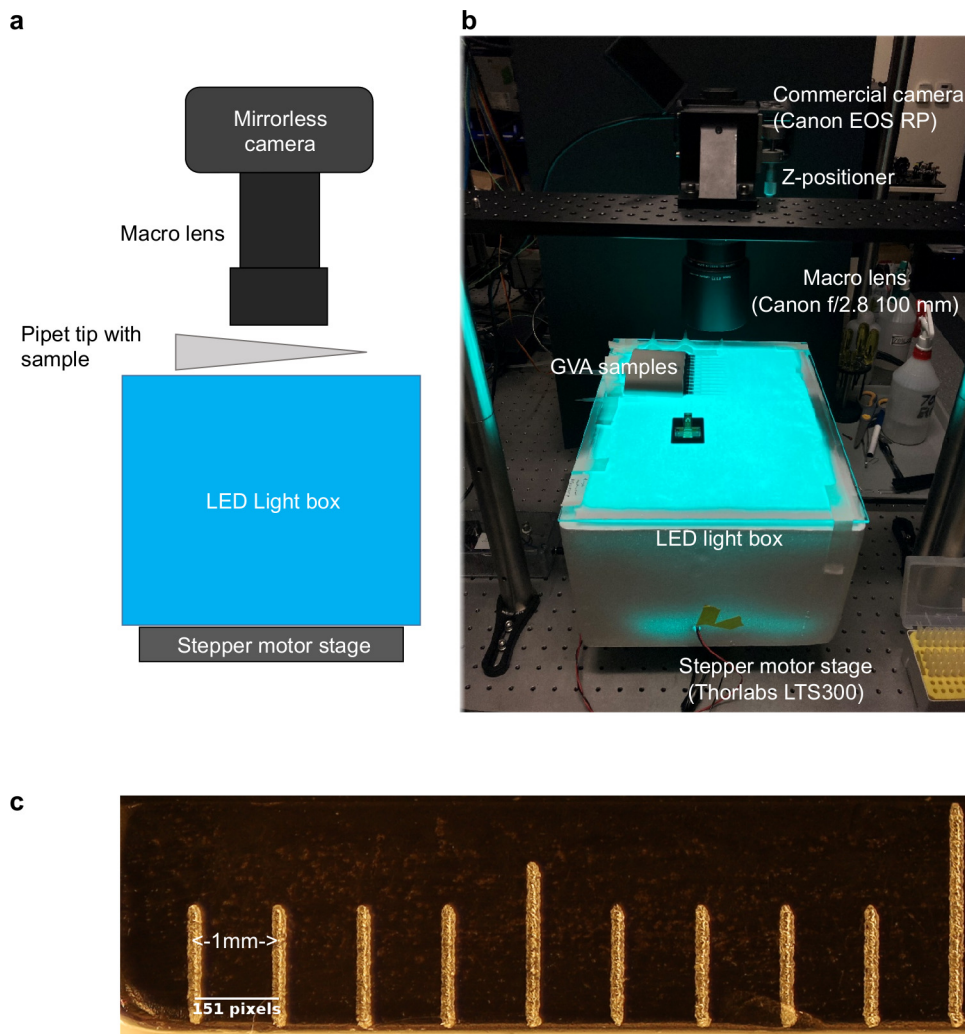 a
Mirrorless
camera
Macro lens
Pipet tip with
sample
LED Light box
Stepper motor stage
b
Commercial camera
(Canon EOS RP)
Z-positioner
Macro lens
(Canon f/2.8 100 mm)
GVA samples
LED light box
Stepper motor stage
(Thorlabs LTS300)
c
<-1mm->
151 pixels